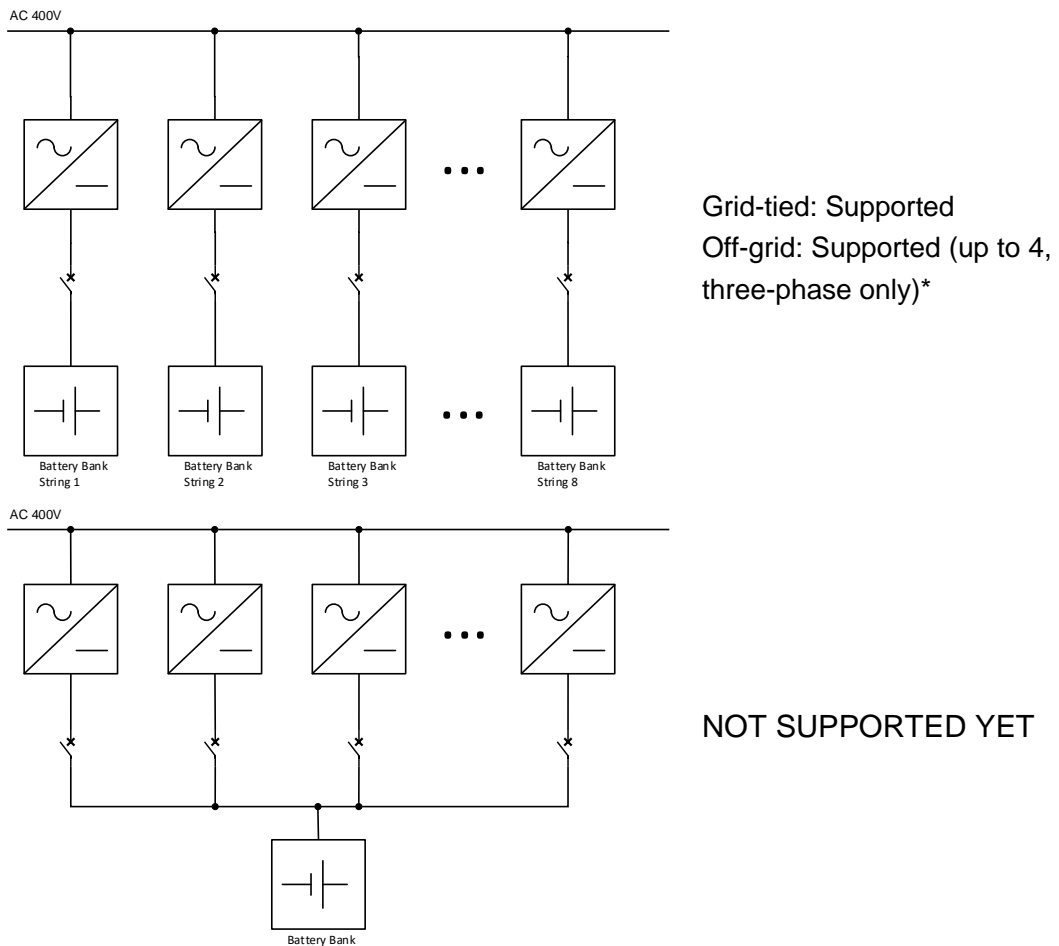 AC 400V
Grid-tied: Supported
Off-grid: Supported (up to 4,
three-phase only)*
Battery Bank
String 1
Battery Bank
String 2
Battery Bank
String 3
Battery Bank
String 8
AC 400V
NOT SUPPORTED YET
Battery Bank